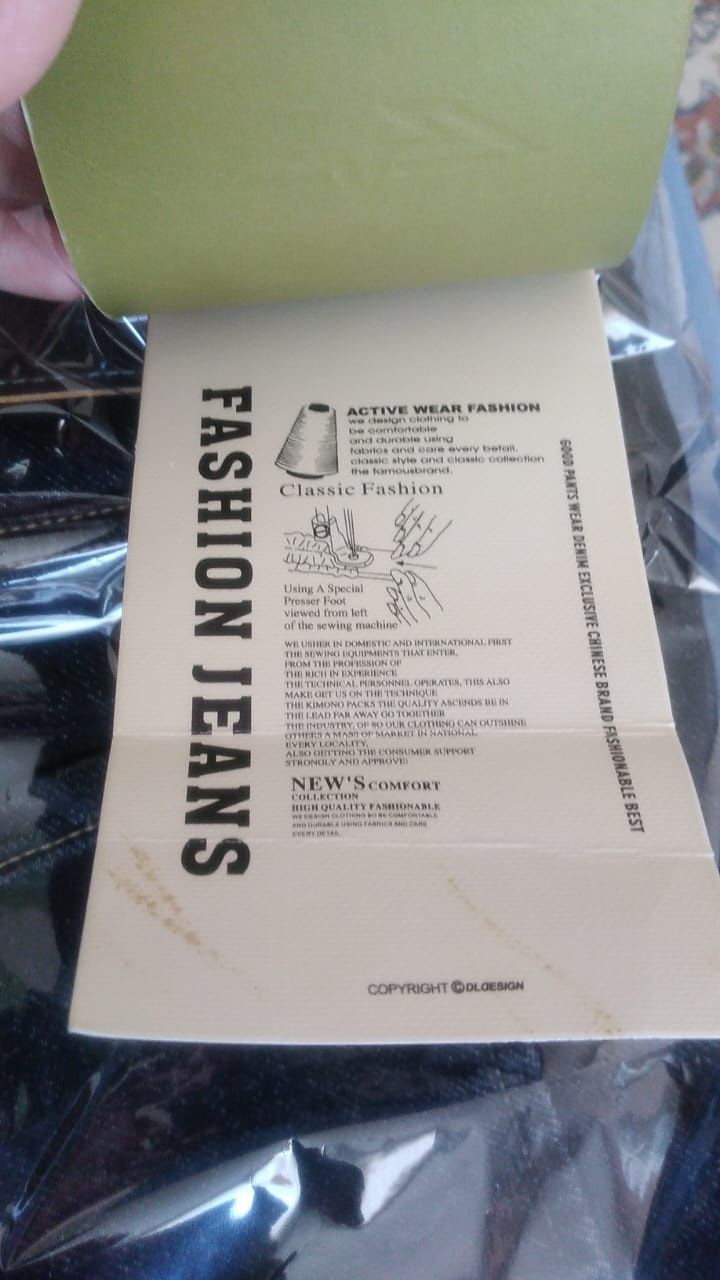 FASHION JEANS
ACTIVE WEAR FASHION
we design clothing to
be comfortable
and durable using
fabrics and care every betail.
classic style and classic collection
the famousbrand.
Classic Fashion
Using A Special
Presser Foot
viewed from left
of the sewing machine
WE USHER IN DOMESTIC AND INTERNATIONAL FIRST
THE SEWING EQUIPMENTS THAT ENTER,
FROM THE PROFESSION OF
THE RICH IN EXPERIENCE
THE TECHNICAL PERSONNEL OPERATES, THIS ALSO
MAKE GET US ON THE TECHNIQUE
THE KIMONO PACKS THE QUALITY ASCENDS BE IN
THE LEAD FAR AWAY GO TOGETHER
THE INDUSTRY, OF SO OUR CLOTHING CAN OUTSHINE
OTHERS A MASS OF MARKET IN NATIONAL
EVERY LOCALITY,
ALSO GETTING THE CONSUMER SUPPORT
STRONGLY AND APPROVE!
NEW'S COMFORT
COLLECTION
HIGH QUALITY FASHIONABLE
WE DESIGN CLOTHING SO BE COMFORTABLE
AND DURABLE USING FABRICS AND CARE
EVERY DETAIL
GOOD PANTS WEAR DENIM EXCLUSIVE CHINESE BRAND FASHIONABLE BEST
COPYRIGHT ©DLDESIGN